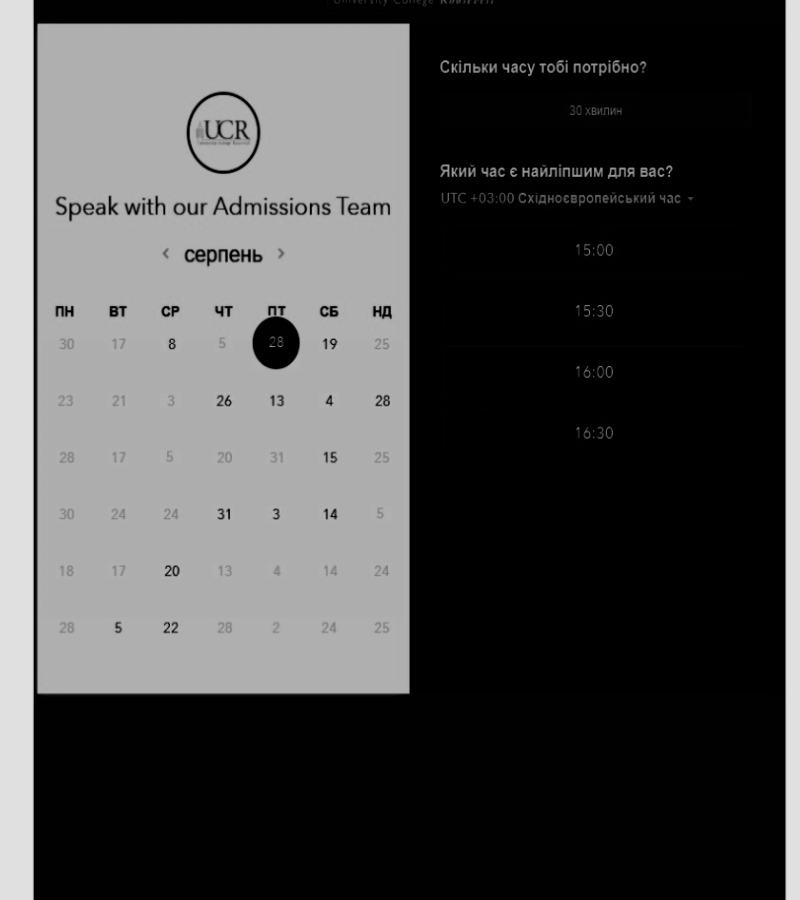 University College Roosevelt
UCR
Speak with our Admissions Team
< серпень >
ПН ВТ СР ЧТ ПТ СБ НД
30 17 8 5 28 19 25
23 21 3 26 13 4 28
28 17 5 20 31 15 25
30 24 24 31 3 14 5
18 17 20 13 4 14 24
28 5 22 28 2 24 25
Скільки часу тобі потрібно?
30 хвилин
Який час є найліпшим для вас?
UTC +03:00 Східноєвропейський час
15:00
15:30
16:00
16:30